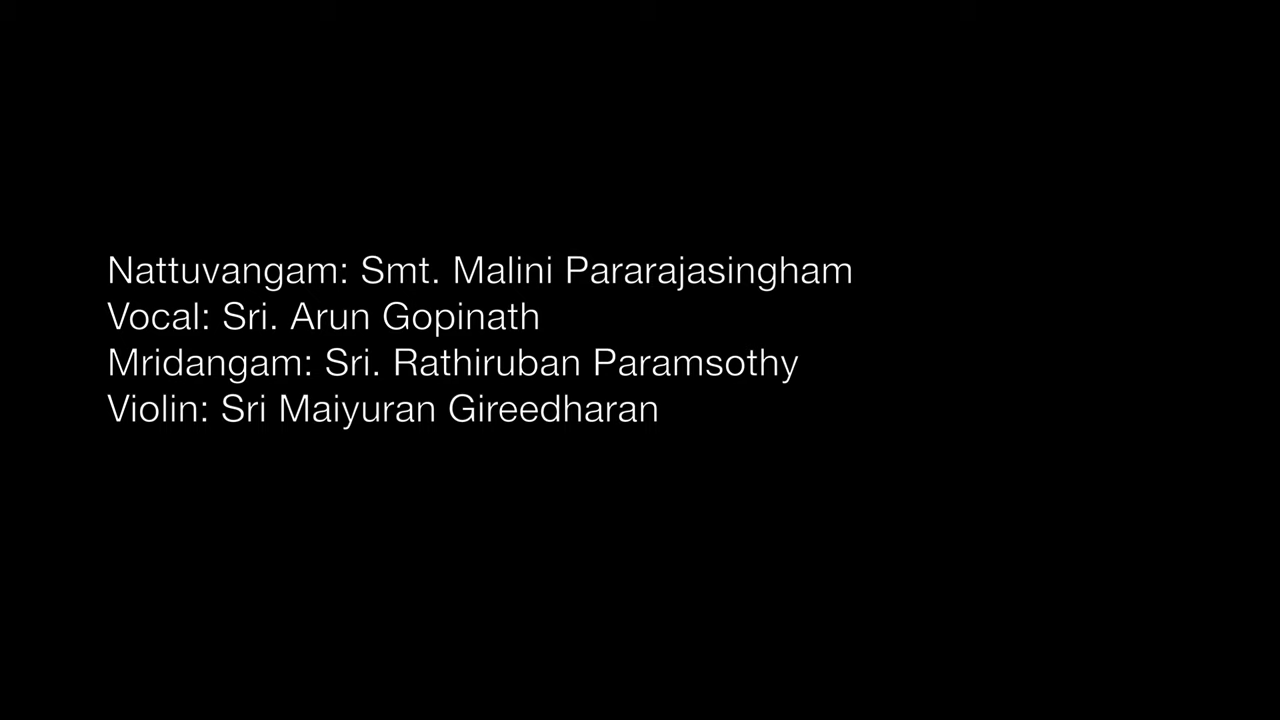 Nattuvangam: Smt. Malini Pararajasingham
Vocal: Sri. Arun Gopinath
Mridangam: Sri. Rathiruban Paramsothy
Violin: Sri Maiyuran Gireedharan